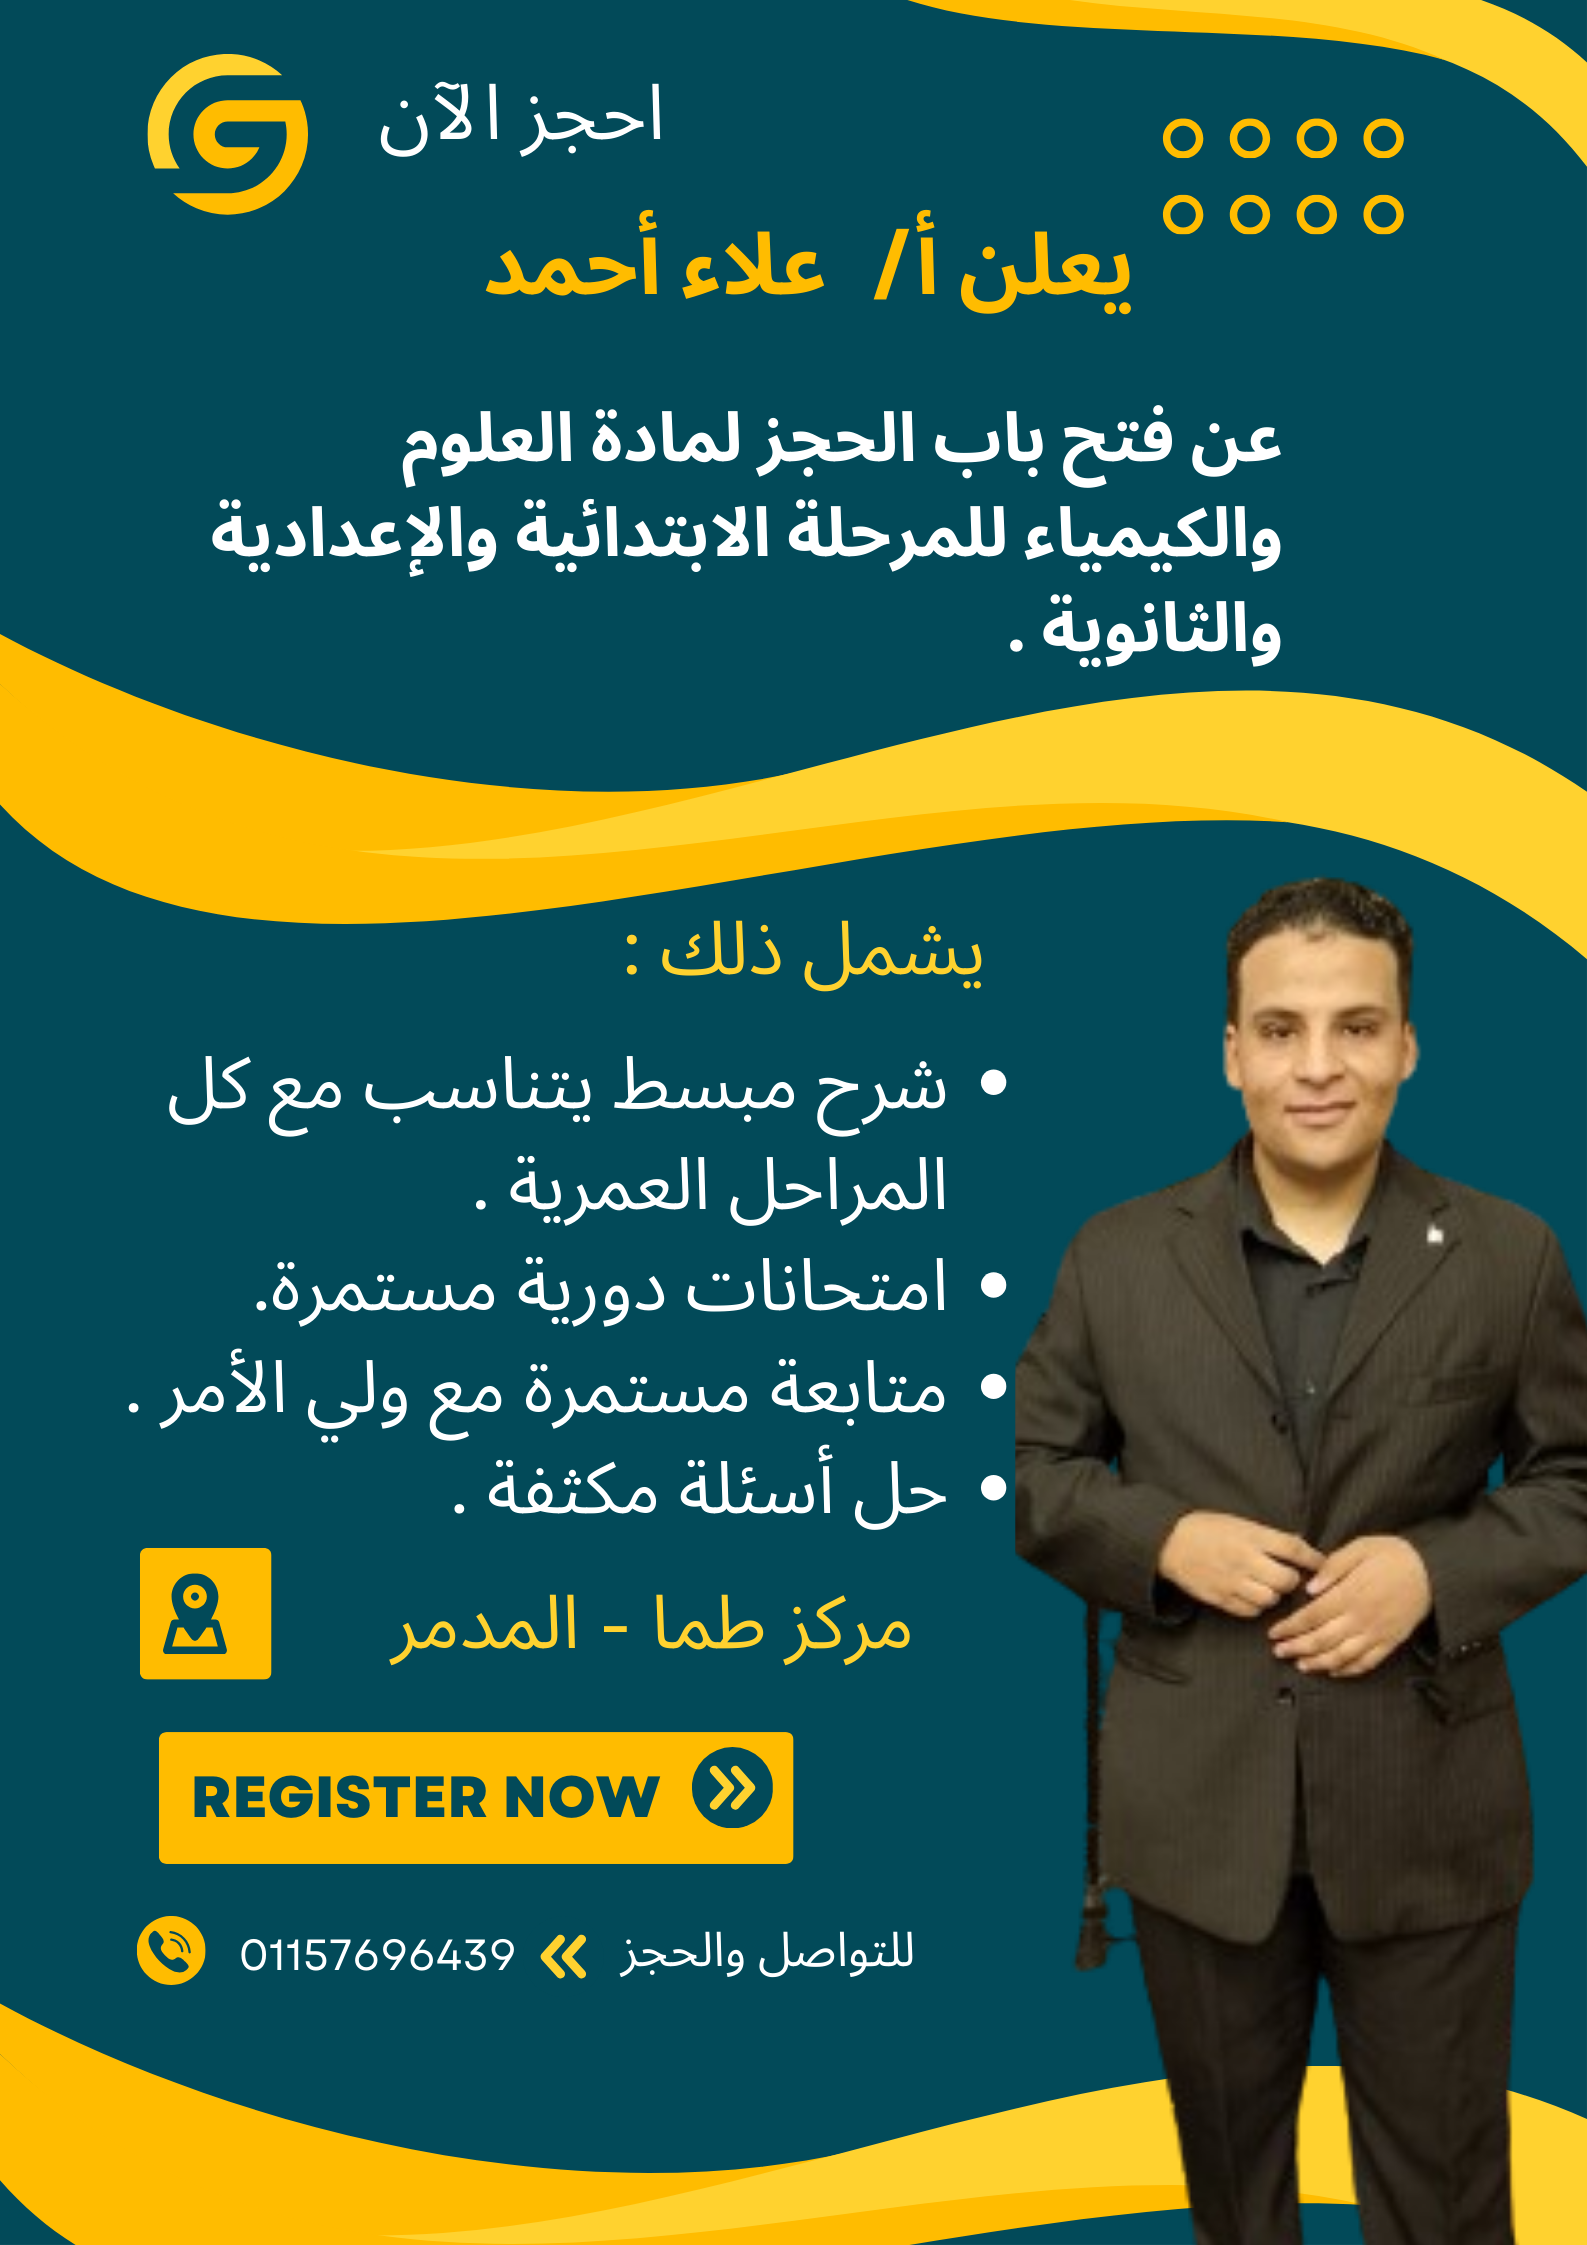 احجز الآن
يعلن أ/ علاء أحمد
عن فتح باب الحجز لمادة العلوم
والكيمياء للمرحلة الابتدائية والإعدادية
والثانوية .
يشمل ذلك :
• شرح مبسط يتناسب مع كل
المراحل العمرية .
• امتحانات دورية مستمرة.
• متابعة مستمرة مع ولي الأمر .
• حل أسئلة مكثفة .
مركز طما - المدمر
REGISTER NOW
للتواصل والحجز 01157696439